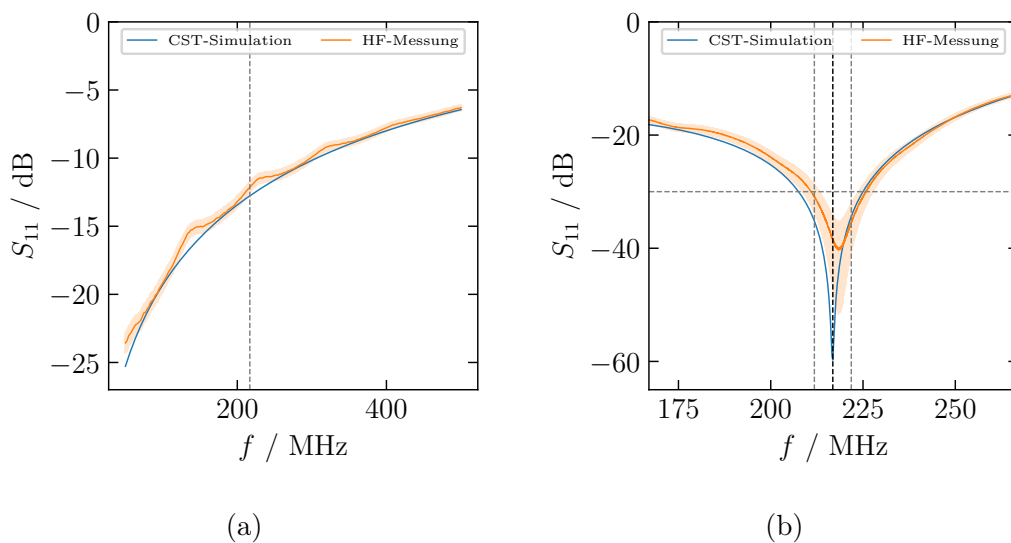 0
−5
−10
−15
−20
−25
S11 / dB
200
400
f / MHz
CST-Simulation
HF-Messung
(a)
0
−20
−40
−60
S11 / dB
175
200
225
250
f / MHz
CST-Simulation
HF-Messung
(b)